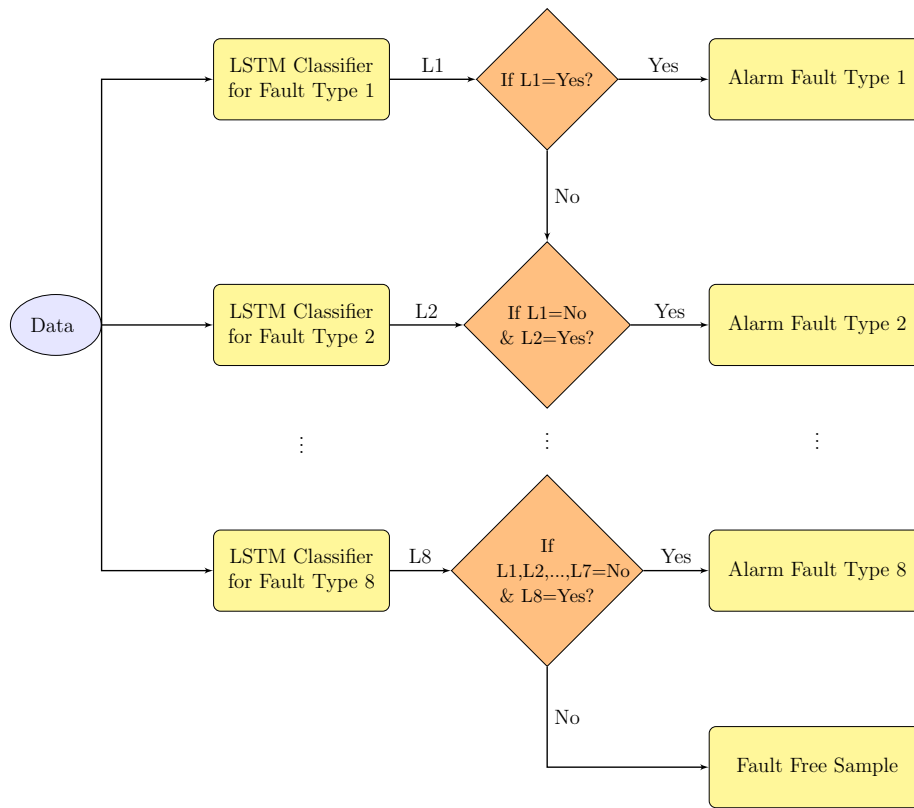 LSTM Classifier
for Fault Type 1
L1
If L1=Yes?
Yes
Alarm Fault Type 1
No
Data
LSTM Classifier
for Fault Type 2
L2
If L1=No
& L2=Yes?
Yes
Alarm Fault Type 2
LSTM Classifier
for Fault Type 8
L8
If
L1,L2,...,L7=No
& L8=Yes?
Yes
Alarm Fault Type 8
No
Fault Free Sample